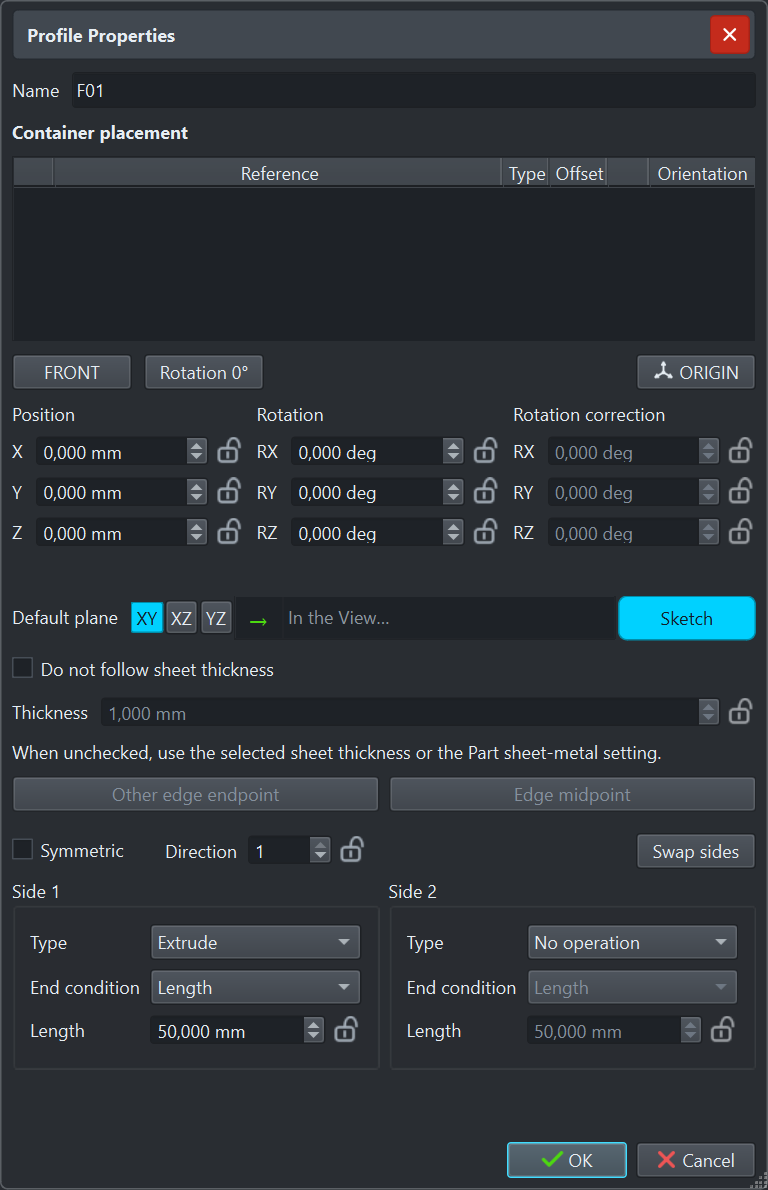 Profile Properties
Name F01
Container placement
Reference Type Offset Orientation
FRONT Rotation 0° ORIGIN
Position Rotation Rotation correction
X 0,000 mm RX 0,000 deg RX 0,000 deg
Y 0,000 mm RY 0,000 deg RY 0,000 deg
Z 0,000 mm RZ 0,000 deg RZ 0,000 deg
Default plane XY XZ YZ → In the View... Sketch
Do not follow sheet thickness
Thickness 1,000 mm
When unchecked, use the selected sheet thickness or the Part sheet-metal setting.
Other edge endpoint Edge midpoint
Symmetric Direction 1 Swap sides
Side 1 Side 2
Type Extrude Type No operation
End condition Length End condition Length
Length 50,000 mm Length 50,000 mm
OK Cancel